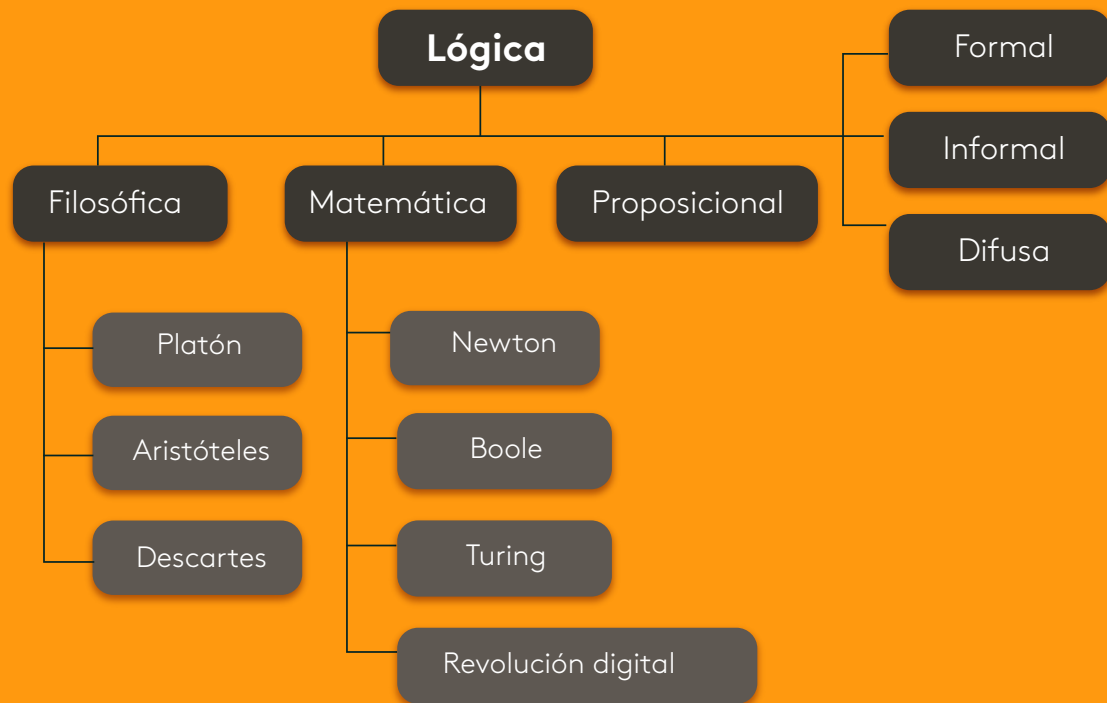 Lógica
Formal
Informal
Difusa
Filosófica
Matemática
Proposicional
Platón
Aristóteles
Descartes
Newton
Boole
Turing
Revolución digital